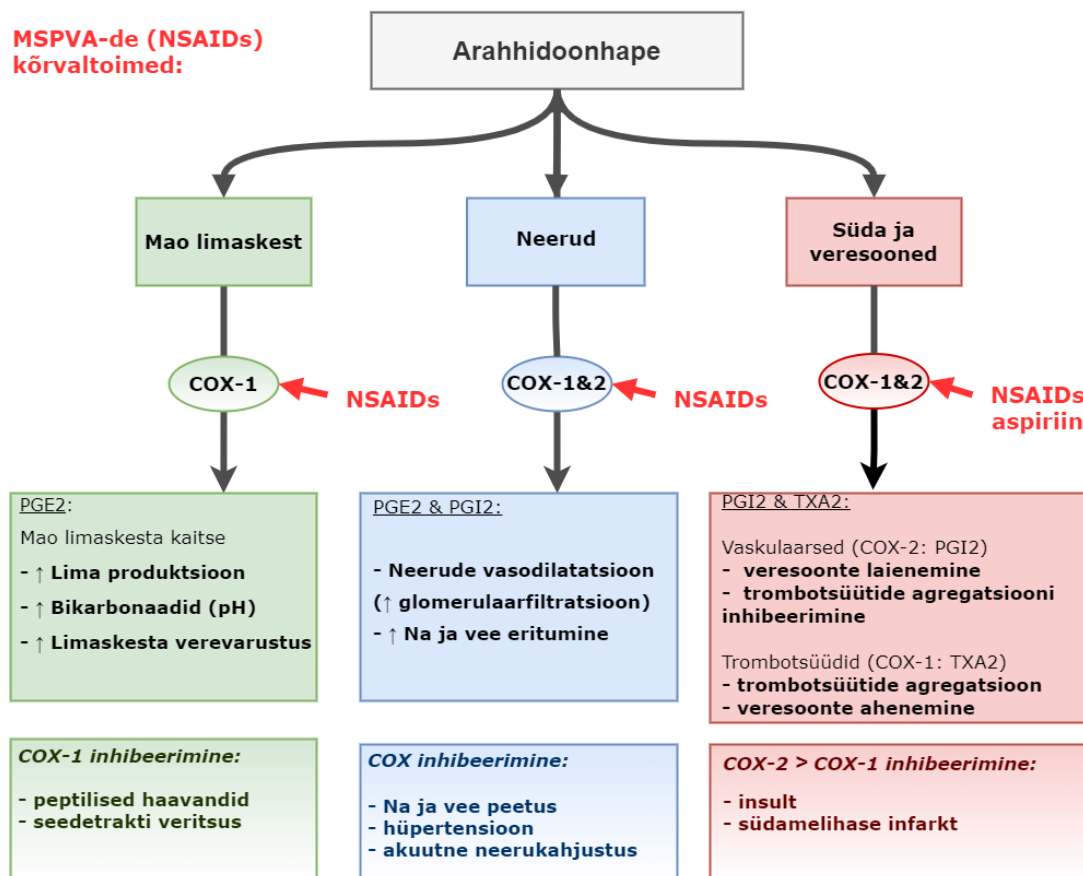 MSPVA-de (NSAIDs)
kõrvaltoimed:
Arahhidoonhape
Mao limaskest
Neerud
Süda ja
veresooned
COX-1
NSAIDs
COX-1&2
NSAIDs
COX-1&2
NSAIDs
aspiriin
PGE2:
Mao limaskesta kaitse
- ↑ Lima produktsioon
- ↑ Bikarbonaadid (pH)
- ↑ Limaskesta verevarustus
PGE2 & PGI2:
- Neerude vasodilatatsioon
(↑ glomerulaarfiltratsioon)
- ↑ Na ja vee eritumine
PGI2 & TXA2:
Vaskulaarsed (COX-2: PGI2)
- veresoonte laienemine
- trombotsüütide agregatsiooni
inhibeerimine
Trombotsüüdid (COX-1: TXA2)
- trombotsüütide agregatsioon
- veresoonte ahenemine
COX-1 inhibeerimine:
- peptilised haavandid
- seedetrakti veritsus
COX inhibeerimine:
- Na ja vee peetus
- hüpertensioon
- akuutne neerukahjustus
COX-2 > COX-1 inhibeerimine:
- insult
- südamelihase infarkt